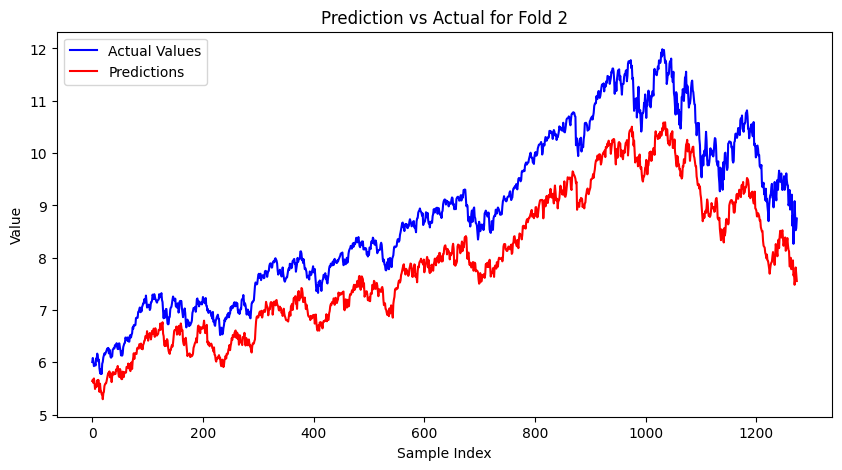 Prediction vs Actual for Fold 2
Actual Values
Predictions
12
11
10
9
8
7
6
5
Value
0 200 400 600 800 1000 1200
Sample Index